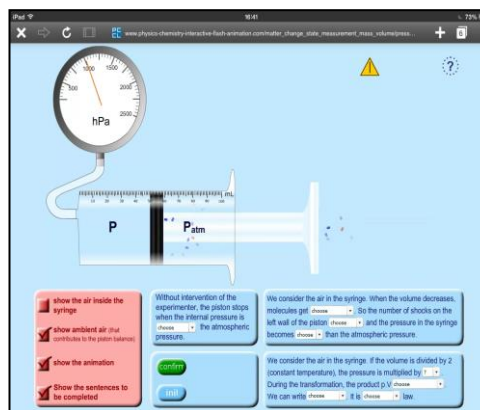 iPad
16:41
73%
www.physics-chemistry-interactive-flash-animation.com/matter_change_state_measurement_mass_volume/press…
6
500
1000
1500
2000
2500
hPa
?
mL
P
Patm
show the air inside the
syringe
show ambient air (that
contributes to the piston balance)
show the animation
Show the sentences to
be completed
Without intervention of the
experimenter, the piston stops
when the internal pressure is
choose the atmospheric
pressure.
confirm
init
We consider the air in the syringe. When the volume decreases,
molecules get choose . So the number of shocks on the
left wall of the piston choose and the pressure in the syringe
becomes choose than the atmospheric pressure.
We consider the air in the syringe. If the volume is divided by 2
(constant temperature), the pressure is multiplied by ? .
During the transformation, the product p.V choose
We can write choose . It is choose law.